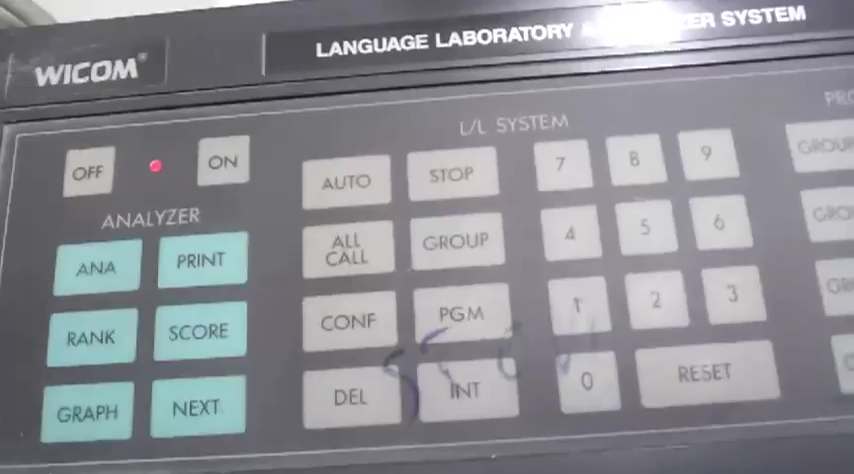 WICOM®
LANGUAGE LABORATORY SYSTEM
OFF ON
ANALYZER
ANA PRINT
RANK SCORE
GRAPH NEXT
L/L SYSTEM
AUTO STOP 7 8 9
ALL CALL GROUP 4 5 6
CONF PGM 1 2 3
DEL INT 0 RESET